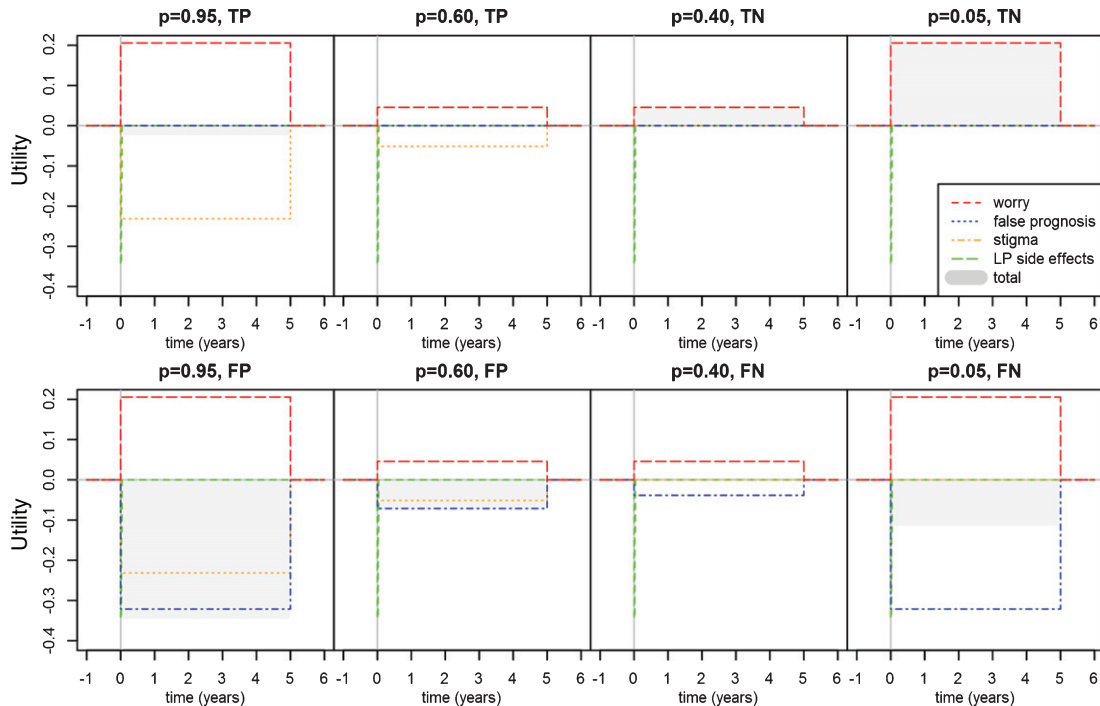 p=0.95, TP
p=0.60, TP
p=0.40, TN
p=0.05, TN
Utility
0.2
0.1
0.0
-0.1
-0.2
-0.3
-0.4
worry
false prognosis
stigma
LP side effects
total
-1 0 1 2 3 4 5 6
-1 0 1 2 3 4 5 6
-1 0 1 2 3 4 5 6
-1 0 1 2 3 4 5 6
time (years)
time (years)
time (years)
time (years)
p=0.95, FP
p=0.60, FP
p=0.40, FN
p=0.05, FN
Utility
0.2
0.1
0.0
-0.1
-0.2
-0.3
-0.4
-1 0 1 2 3 4 5 6
-1 0 1 2 3 4 5 6
-1 0 1 2 3 4 5 6
-1 0 1 2 3 4 5 6
time (years)
time (years)
time (years)
time (years)